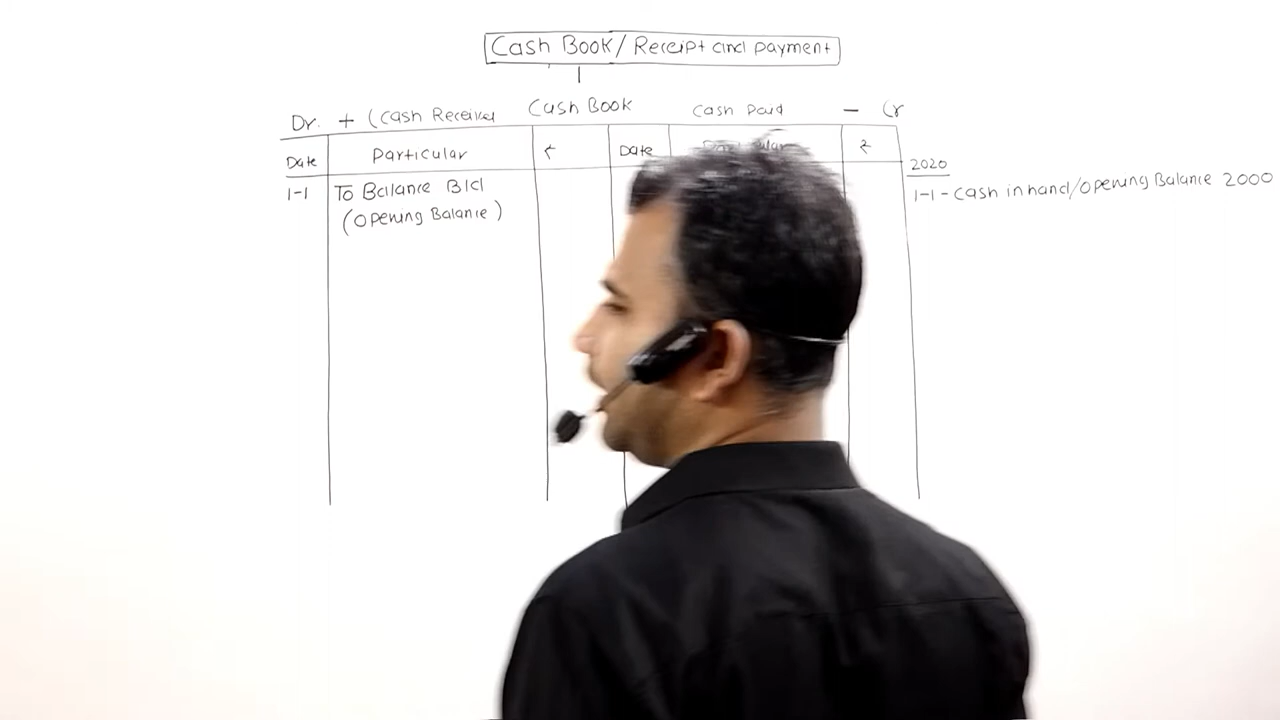 Cash Book/ Receipt and payment
Dr. + (Cash Received Cash Book Cash Paid - Cr
Date Particular ₹ Date ₹
2020
1-1 To Balance B/d
(Opening Balance)
1-1- Cash in hand/Opening Balance 2000